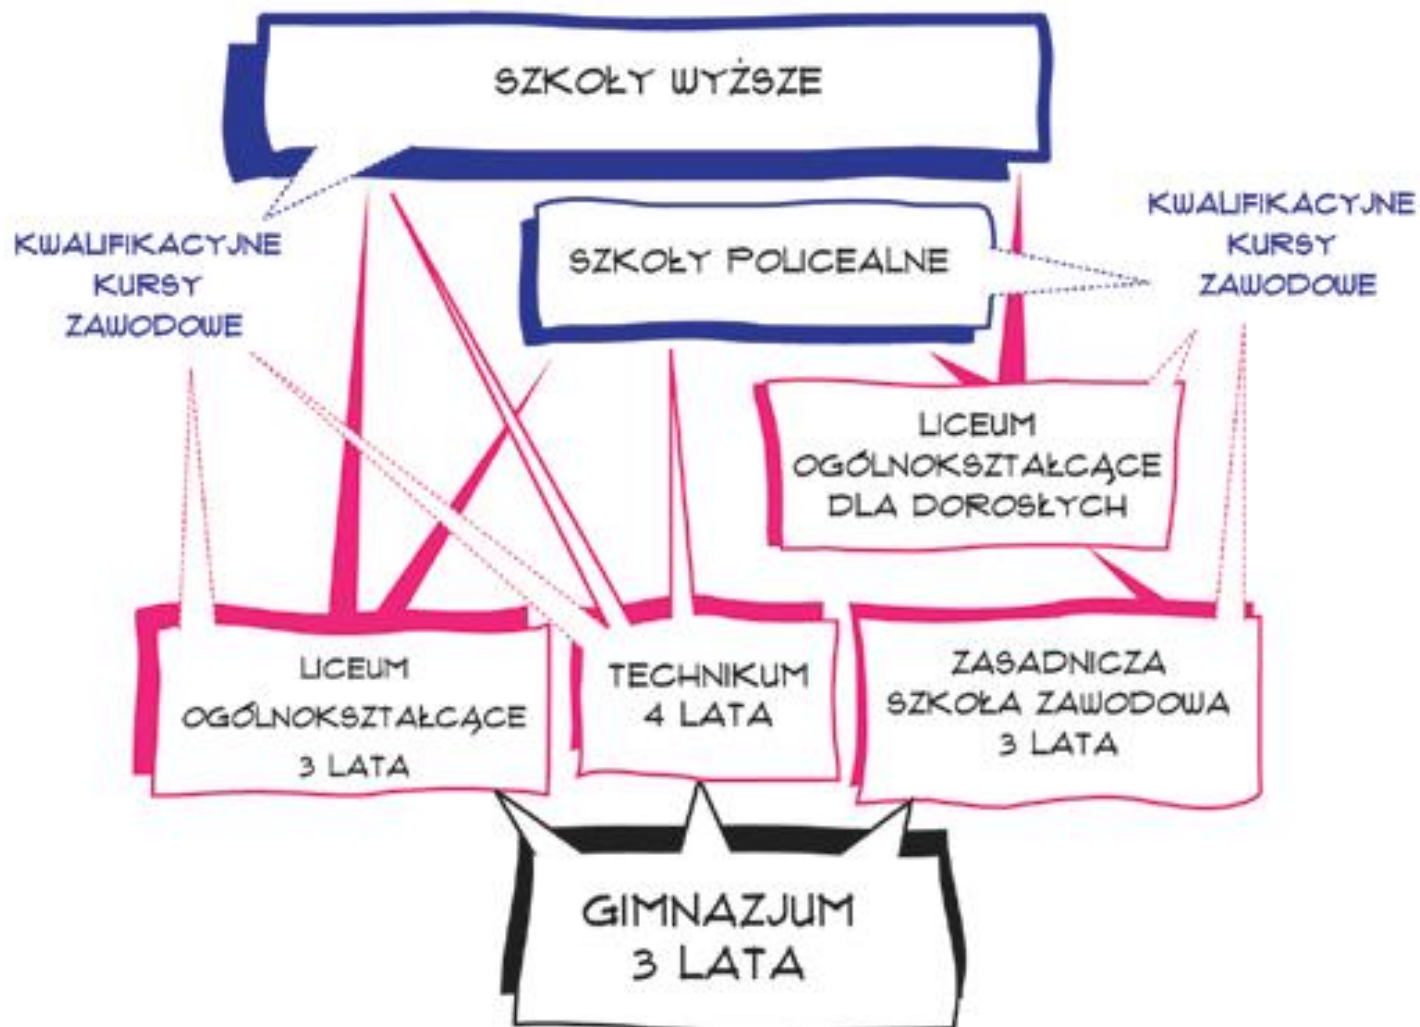 SZKOŁY WYŻSZE
KWALIFIKACYJNE
KURSY
ZAWODOWE
SZKOŁY POLICEALNE
KWALIFIKACYJNE
KURSY
ZAWODOWE
LICEUM
OGÓLNOKSZTAŁCĄCE
DLA DOROSŁYCH
LICEUM
OGÓLNOKSZTAŁCĄCE
3 LATA
TECHNIKUM
4 LATA
ZASADNICZA
SZKOŁA ZAWODOWA
3 LATA
GIMNAZJUM
3 LATA